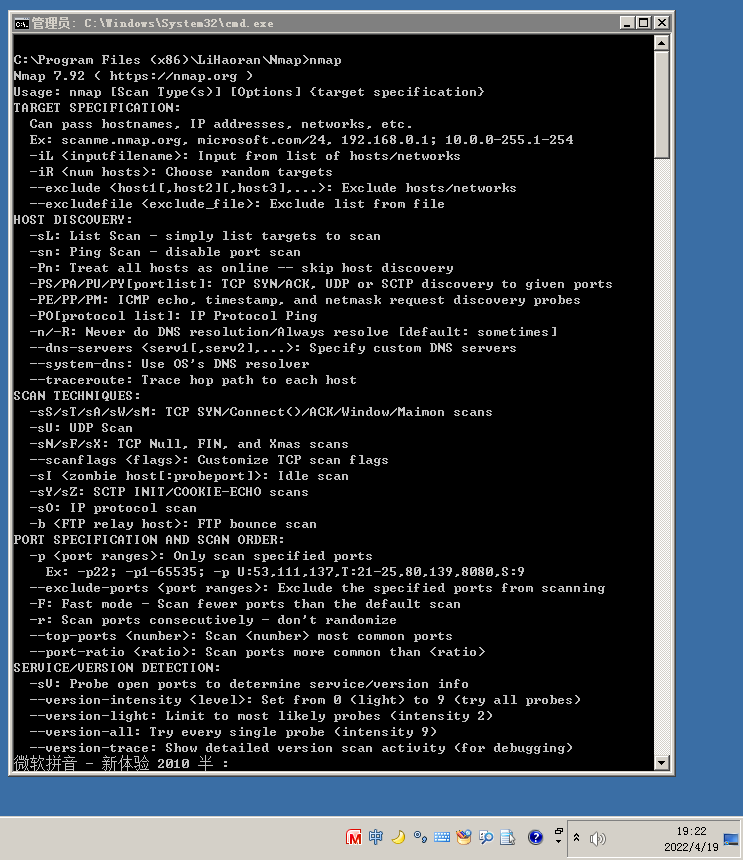 管理员: C:\Windows\System32\cmd.exe
C:\Program Files (x86)\LiHaoran\Nmap>nmap
Nmap 7.92 ( https://nmap.org )
Usage: nmap [Scan Type(s)] [Options] {target specification}
TARGET SPECIFICATION:
  Can pass hostnames, IP addresses, networks, etc.
  Ex: scanme.nmap.org, microsoft.com/24, 192.168.0.1; 10.0.0-255.1-254
  -iL <inputfilename>: Input from list of hosts/networks
  -iR <num hosts>: Choose random targets
  --exclude <host1[,host2][,host3],...>: Exclude hosts/networks
  --excludefile <exclude_file>: Exclude list from file
HOST DISCOVERY:
  -sL: List Scan - simply list targets to scan
  -sn: Ping Scan - disable port scan
  -Pn: Treat all hosts as online -- skip host discovery
  -PS/PA/PU/PY[portlist]: TCP SYN/ACK, UDP or SCTP discovery to given ports
  -PE/PP/PM: ICMP echo, timestamp, and netmask request discovery probes
  -PO[protocol list]: IP Protocol Ping
  -n/-R: Never do DNS resolution/Always resolve [default: sometimes]
  --dns-servers <serv1[,serv2],...>: Specify custom DNS servers
  --system-dns: Use OS's DNS resolver
  --traceroute: Trace hop path to each host
SCAN TECHNIQUES:
  -sS/sT/sA/sW/sM: TCP SYN/Connect()/ACK/Window/Maimon scans
  -sU: UDP Scan
  -sN/sF/sX: TCP Null, FIN, and Xmas scans
  --scanflags <flags>: Customize TCP scan flags
  -sI <zombie host[:probeport]>: Idle scan
  -sY/sZ: SCTP INIT/COOKIE-ECHO scans
  -sO: IP protocol scan
  -b <FTP relay host>: FTP bounce scan
PORT SPECIFICATION AND SCAN ORDER:
  -p <port ranges>: Only scan specified ports
    Ex: -p22; -p1-65535; -p U:53,111,137,T:21-25,80,139,8080,S:9
  --exclude-ports <port ranges>: Exclude the specified ports from scanning
  -F: Fast mode - Scan fewer ports than the default scan
  -r: Scan ports consecutively - don't randomize
  --top-ports <number>: Scan <number> most common ports
  --port-ratio <ratio>: Scan ports more common than <ratio>
SERVICE/VERSION DETECTION:
  -sV: Probe open ports to determine service/version info
  --version-intensity <level>: Set from 0 (light) to 9 (try all probes)
  --version-light: Limit to most likely probes (intensity 2)
  --version-all: Try every single probe (intensity 9)
  --version-trace: Show detailed version scan activity (for debugging)
微软拼音 - 新体验 2010 半 :
M 中
19:22
2022/4/19